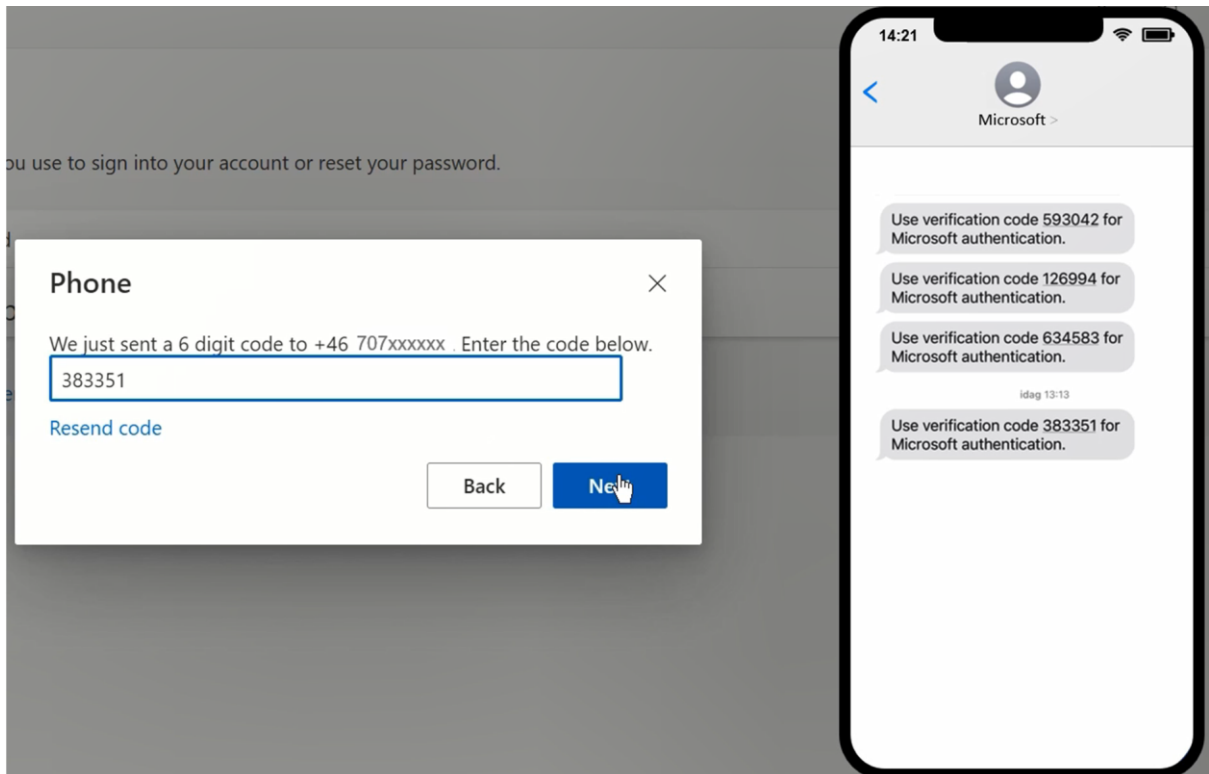 ou use to sign into your account or reset your password.
Phone
We just sent a 6 digit code to +46 707xxxxxx . Enter the code below.
383351
Resend code
Back
14:21
Microsoft >
Use verification code 593042 for
Microsoft authentication.
Use verification code 126994 for
Microsoft authentication.
Use verification code 634583 for
Microsoft authentication.
idag 13:13
Use verification code 383351 for
Microsoft authentication.